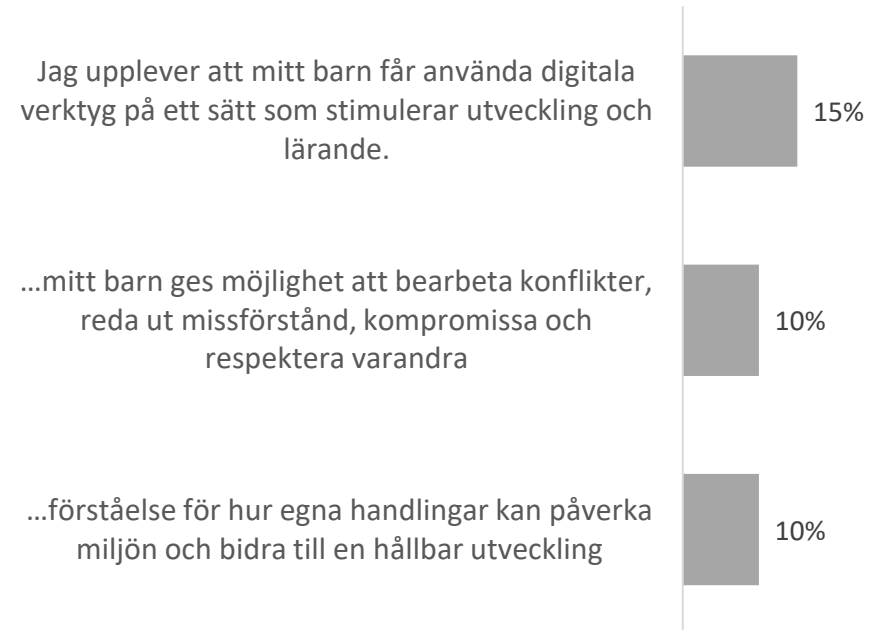 Jag upplever att mitt barn får använda digitala
verktyg på ett sätt som stimulerar utveckling och
lärande.
15%
…mitt barn ges möjlighet att bearbeta konflikter,
reda ut missförstånd, kompromissa och
respektera varandra
10%
…förståelse för hur egna handlingar kan påverka
miljön och bidra till en hållbar utveckling
10%